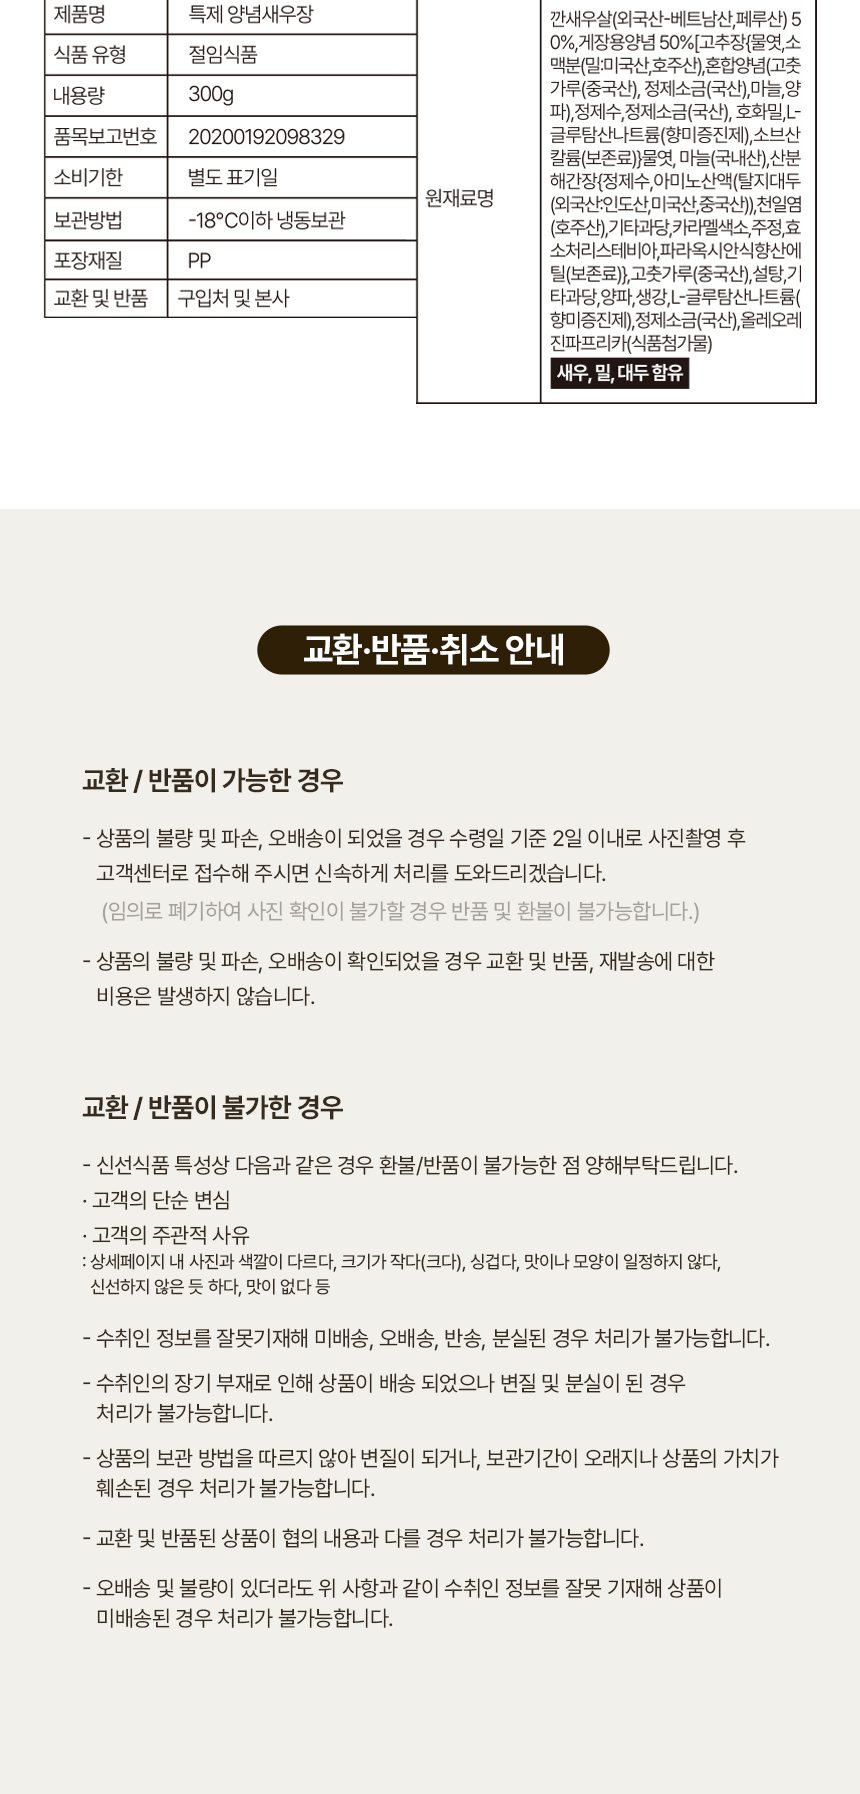 제품명 특제 양념새우장
식품 유형 절임식품
내용량 300g
품목보고번호 20200192098329
소비기한 별도 표기일
보관방법 -18°C이하 냉동보관
포장재질 PP
교환 및 반품 구입처 및 본사
원재료명
깐새우살(외국산-베트남산,페루산) 5
0%,게장용양념 50%[고추장{물엿,소
맥분(밀:미국산,호주산),혼합양념(고춧
가루(중국산), 정제소금(국산),마늘,양
파),정제수,정제소금(국산), 호화밀,L-
글루탐산나트륨(향미증진제),소브산
칼륨(보존료)}물엿, 마늘(국내산),산분
해간장{정제수,아미노산액(탈지대두
(외국산:인도산,미국산,중국산)),천일염
(호주산),기타과당,카라멜색소,주정,효
소처리스테비아,파라옥시안식향산에
틸(보존료)},고춧가루(중국산),설탕,기
타과당,양파,생강,L-글루탐산나트륨(
향미증진제),정제소금(국산),올레오레
진파프리카(식품첨가물)
새우, 밀, 대두 함유
교환·반품·취소 안내
교환 / 반품이 가능한 경우
- 상품의 불량 및 파손, 오배송이 되었을 경우 수령일 기준 2일 이내로 사진촬영 후
고객센터로 접수해 주시면 신속하게 처리를 도와드리겠습니다.
(임의로 폐기하여 사진 확인이 불가할 경우 반품 및 환불이 불가능합니다.)
- 상품의 불량 및 파손, 오배송이 확인되었을 경우 교환 및 반품, 재발송에 대한
비용은 발생하지 않습니다.
교환 / 반품이 불가한 경우
- 신선식품 특성상 다음과 같은 경우 환불/반품이 불가능한 점 양해부탁드립니다.
· 고객의 단순 변심
· 고객의 주관적 사유
: 상세페이지 내 사진과 색깔이 다르다, 크기가 작다(크다), 싱겁다, 맛이나 모양이 일정하지 않다,
신선하지 않은 듯 하다, 맛이 없다 등
- 수취인 정보를 잘못기재해 미배송, 오배송, 반송, 분실된 경우 처리가 불가능합니다.
- 수취인의 장기 부재로 인해 상품이 배송 되었으나 변질 및 분실이 된 경우
처리가 불가능합니다.
- 상품의 보관 방법을 따르지 않아 변질이 되거나, 보관기간이 오래지나 상품의 가치가
훼손된 경우 처리가 불가능합니다.
- 교환 및 반품된 상품이 협의 내용과 다를 경우 처리가 불가능합니다.
- 오배송 및 불량이 있더라도 위 사항과 같이 수취인 정보를 잘못 기재해 상품이
미배송된 경우 처리가 불가능합니다.